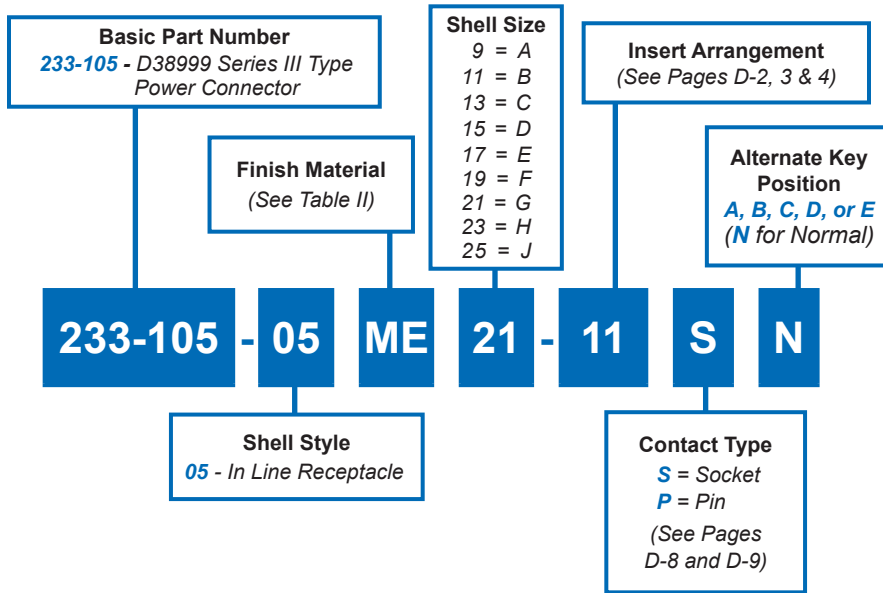 Basic Part Number
233-105 - D38999 Series III Type
Power Connector
Finish Material
(See Table II)
Shell Size
9 = A
11 = B
13 = C
15 = D
17 = E
19 = F
21 = G
23 = H
25 = J
Insert Arrangement
(See Pages D-2, 3 & 4)
Alternate Key
Position
A, B, C, D, or E
(N for Normal)
233-105 - 05 ME 21 - 11 S N
Shell Style
05 - In Line Receptacle
Contact Type
S = Socket
P = Pin
(See Pages
D-8 and D-9)